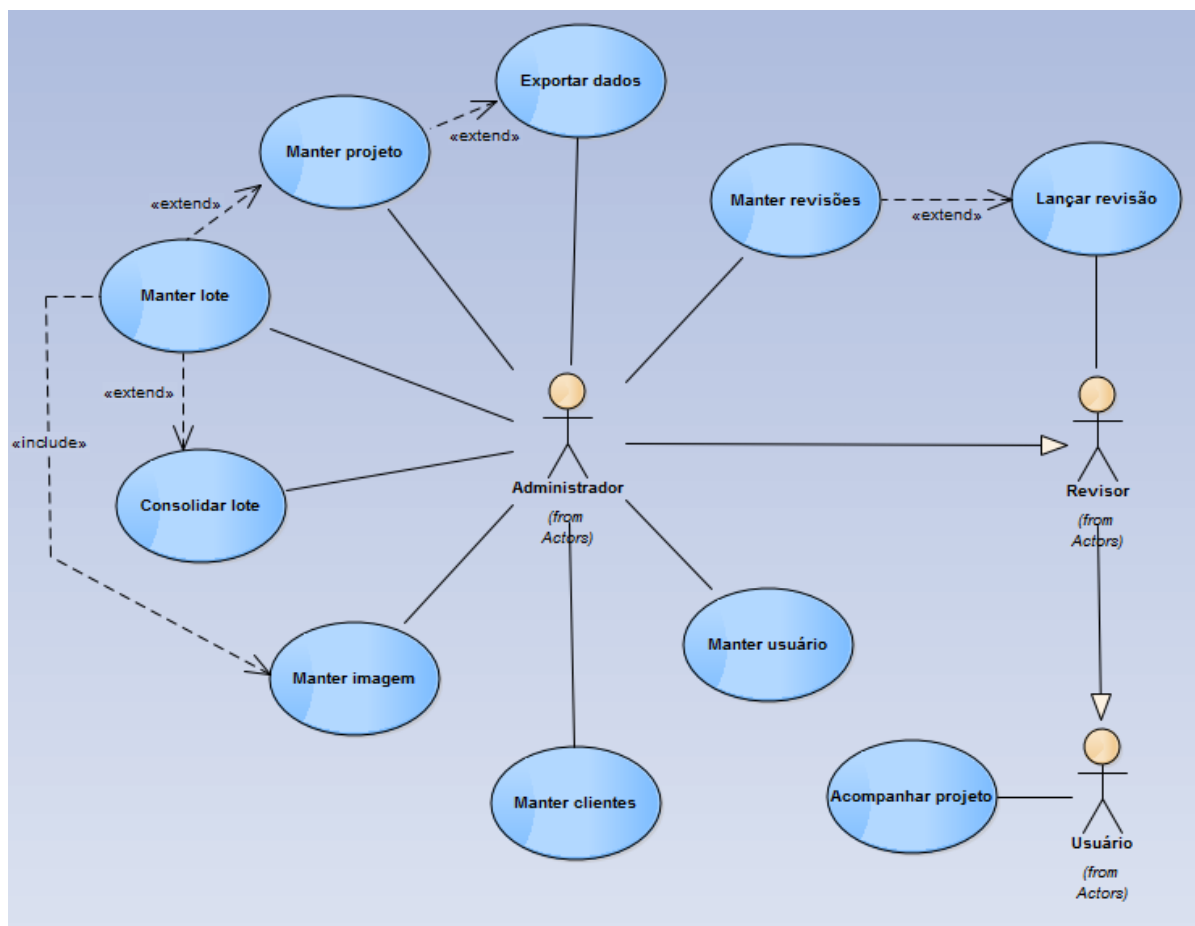 Exportar dados
«extend»
Manter projeto
Manter revisões
Lançar revisão
«extend»
«extend»
Manter lote
«extend»
«include»
Consolidar lote
Administrador
(from
Actors)
Revisor
(from
Actors)
Manter usuário
Manter imagem
Manter clientes
Acompanhar projeto
Usuário
(from
Actors)